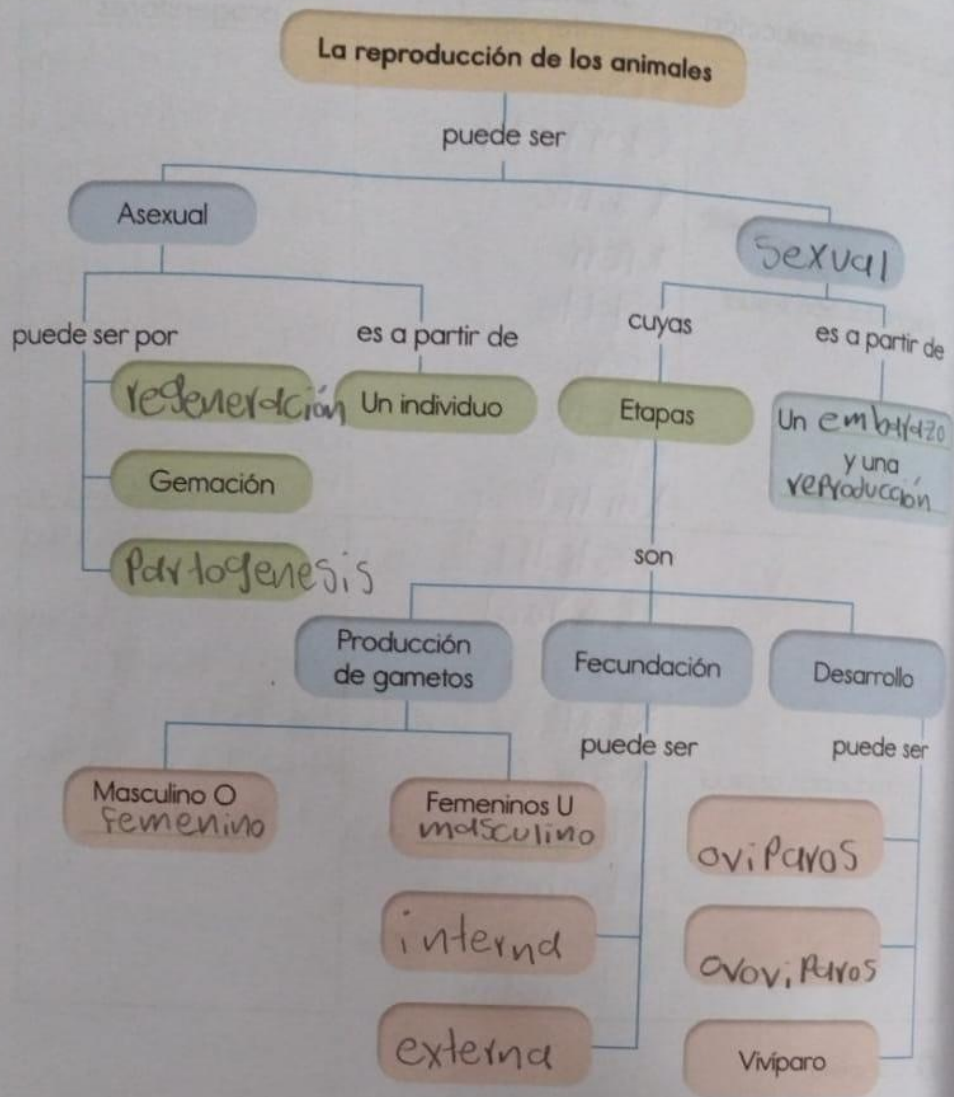 La reproducción de los animales
puede ser
Asexual
sexual
puede ser por
es a partir de
cuyas
es a partir de
regeneración
Un individuo
Etapas
Un embarazo
y una
reproducción
Gemación
Partogenesis
son
Producción
de gametos
Fecundación
Desarrollo
puede ser
puede ser
Masculino O
femenino
Femeninos U
masculino
oviparos
interna
ovoviparos
externa
Vivíparo